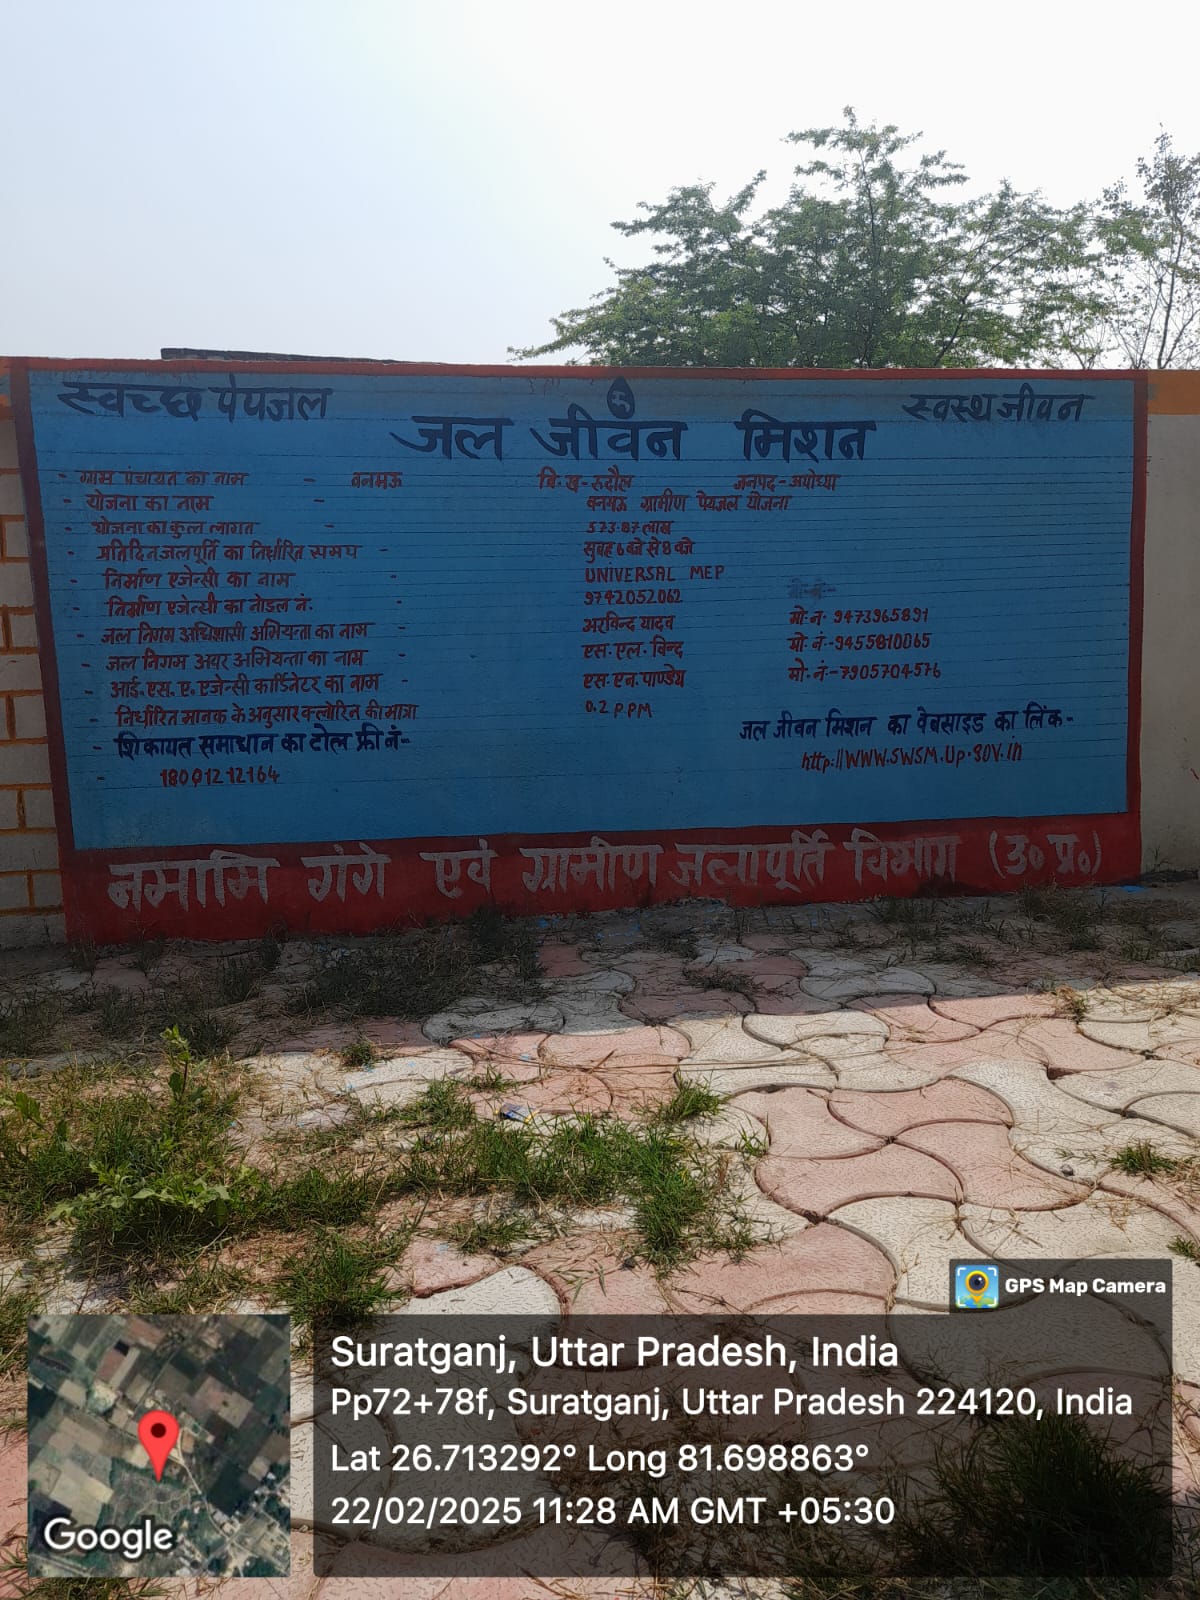 स्वच्छ पेयजल
स्वस्थ जीवन
जल जीवन मिशन
- ग्राम पंचायत का नाम - वनमऊ वि.ख.-रुदौल जनपद-अयोध्या
- योजना का नाम - वनमऊ ग्रामीण पेयजल योजना
- योजना का कुल लागत - 573.87 लाख
- प्रतिदिन जलपूर्ति का निर्धारित समय - सुबह 6 बजे से 8 बजे
- निर्माण एजेन्सी का नाम - UNIVERSAL MEP
- निर्माण एजेन्सी का नोडल नं. - 9742052062
- जल निगम अधिशासी अभियन्ता का नाम - अरविन्द यादव मो.नं- 9473965891
- जल निगम अवर अभियन्ता का नाम - एस.एल. बिन्द मो.नं.-9455810065
- आई.एस.ए. एजेन्सी कार्डिनेटर का नाम - एस.एन.पाण्डेय मो.नं-7905704576
- निर्धारित मानक के अनुसार क्लोरिन की मात्रा 0.2 P.P.M
- शिकायत समाधान का टोल फ्री नं-
- 18001212164
जल जीवन मिशन का वेबसाइड का लिंक-
http://WWW.SWSM.UP.gov.in
नमामि गंगे एवं ग्रामीण जलापूर्ति विभाग (उ० प्र०)
GPS Map Camera
Suratganj, Uttar Pradesh, India
Pp72+78f, Suratganj, Uttar Pradesh 224120, India
Lat 26.713292° Long 81.698863°
22/02/2025 11:28 AM GMT +05:30
Google